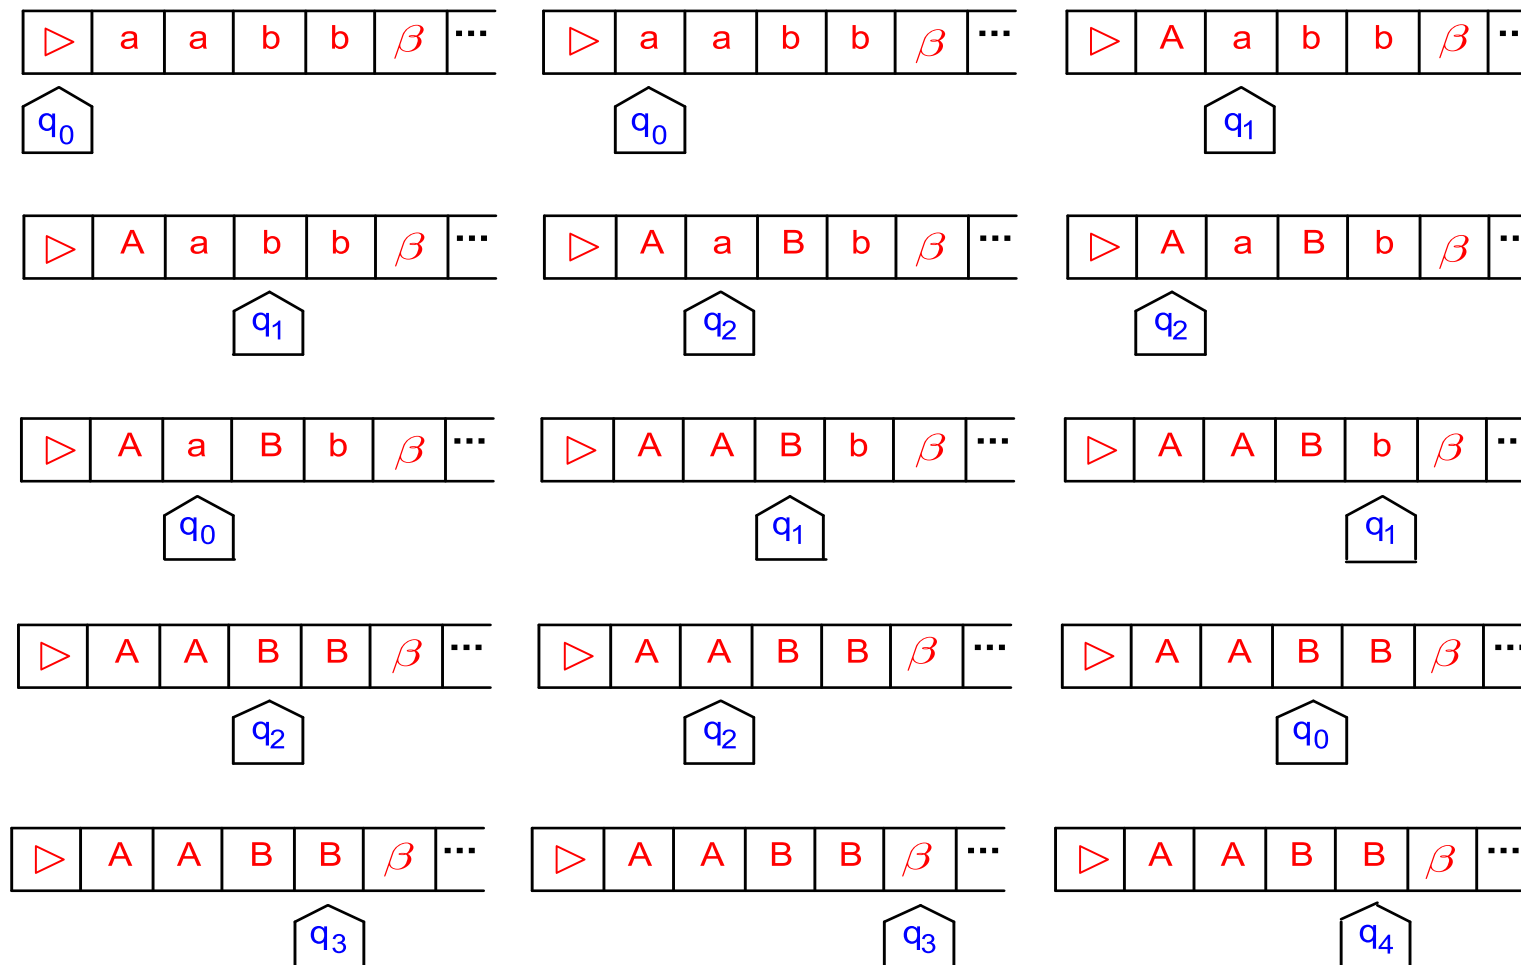 ▷ a a b b β ... ▷ a a b b β ... ▷ A a b b β ...
q0 q0 q1
▷ A a b b β ... ▷ A a B b β ... ▷ A a B b β ...
q1 q2 q2
▷ A a B b β ... ▷ A A B b β ... ▷ A A B b β ...
q0 q1 q1
▷ A A B B β ... ▷ A A B B β ... ▷ A A B B β ...
q2 q2 q0
▷ A A B B β ... ▷ A A B B β ... ▷ A A B B β ...
q3 q3 q4